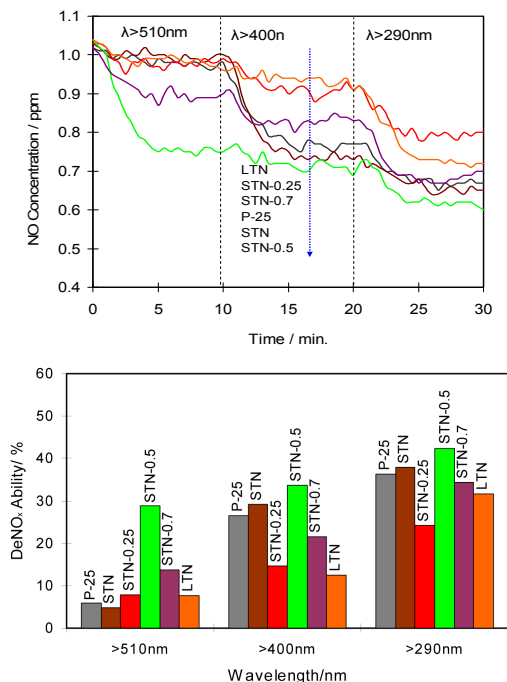 λ>510nm λ>400n λ>290nm
1.1
1.0
0.9
0.8
0.7
0.6
0.5
0.4
NO Concentration / ppm
LTN
STN-0.25
STN-0.7
P-25
STN
STN-0.5
0 5 10 15 20 25 30
Time / min.
60
50
40
30
20
10
0
DeNOₓ Ability/ %
P-25 STN STN-0.25 STN-0.5 STN-0.7 LTN
P-25 STN STN-0.25 STN-0.5 STN-0.7 LTN
P-25 STN STN-0.25 STN-0.5 STN-0.7 LTN
>510nm >400nm >290nm
Wavelength/nm